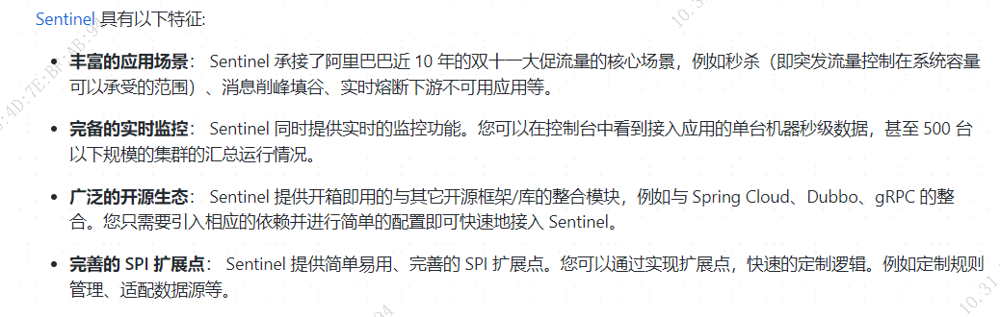 Sentinel 具有以下特征:
丰富的应用场景： Sentinel 承接了阿里巴巴近 10 年的双十一大促流量的核心场景，例如秒杀（即突发流量控制在系统容量
可以承受的范围）、消息削峰填谷、实时熔断下游不可用应用等。
完备的实时监控： Sentinel 同时提供实时的监控功能。您可以在控制台中看到接入应用的单台机器秒级数据，甚至 500 台
以下规模的集群的汇总运行情况。
广泛的开源生态： Sentinel 提供开箱即用的与其它开源框架/库的整合模块，例如与 Spring Cloud、Dubbo、gRPC 的整
合。您只需要引入相应的依赖并进行简单的配置即可快速地接入 Sentinel。
完善的 SPI 扩展点： Sentinel 提供简单易用、完善的 SPI 扩展点。您可以通过实现扩展点，快速的定制逻辑。例如定制规则
管理、适配数据源等。